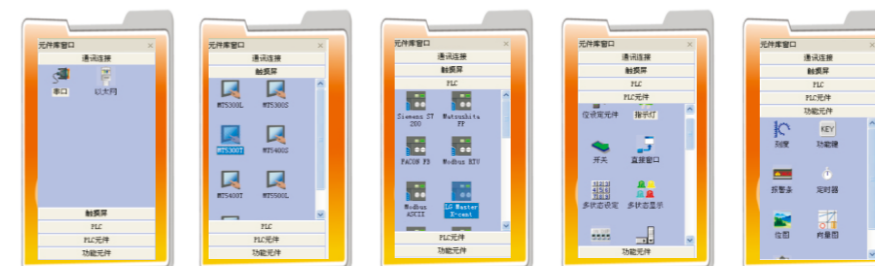 元件库窗口
通讯连接
串口 以太网
触摸屏
PLC
PLC元件
功能元件
元件库窗口
通讯连接
触摸屏
MT5300L MT5300S
MT5300T MT5400S
MT5400T MT5500L
PLC
PLC元件
功能元件
元件库窗口
通讯连接
触摸屏
PLC
Siemens S7 Matsushita
200 FP
FACON FB Modbus RTU
Modbus LG Master
ASCII K-cent
PLC元件
功能元件
元件库窗口
通讯连接
触摸屏
PLC
PLC元件
位设定元件 指示灯
开关 直接窗口
多状态设定 多状态显示
功能元件
元件库窗口
通讯连接
触摸屏
PLC
PLC元件
功能元件
刻度 功能键
KEY
报警条 定时器
位图 向量图